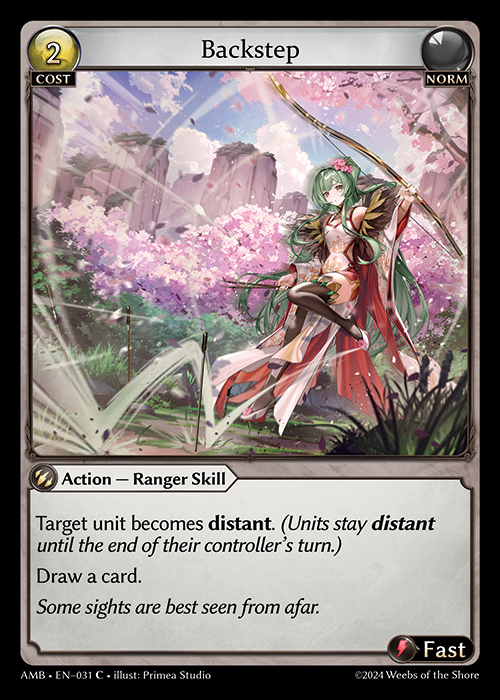 2
Backstep
COST
NORM
Action — Ranger Skill
Target unit becomes distant. (Units stay distant
until the end of their controller's turn.)
Draw a card.
Some sights are best seen from afar.
Fast
AMB • EN–031 C • illust: Primea Studio
©2024 Weebs of the Shore